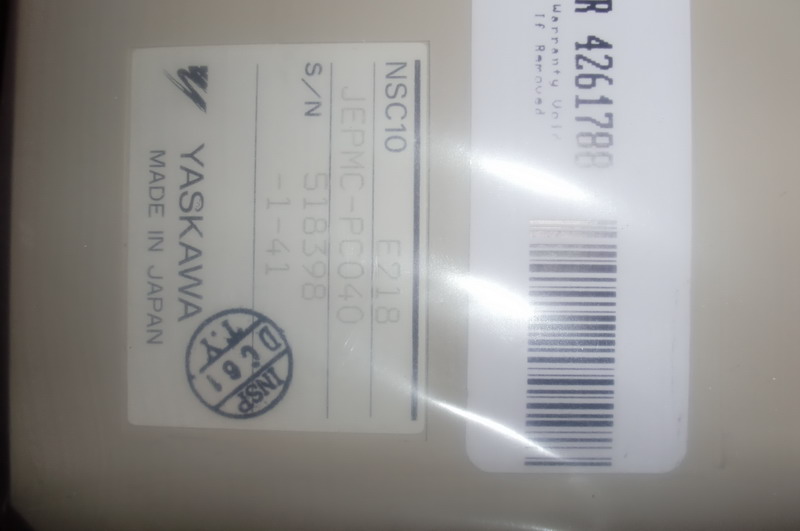 R 4261788
Warranty Void
If Removed
NSC10 E218
JEPMC-PC040
S/N 518398
-1-41
YASKAWA
MADE IN JAPAN
D
T.Y
INSP